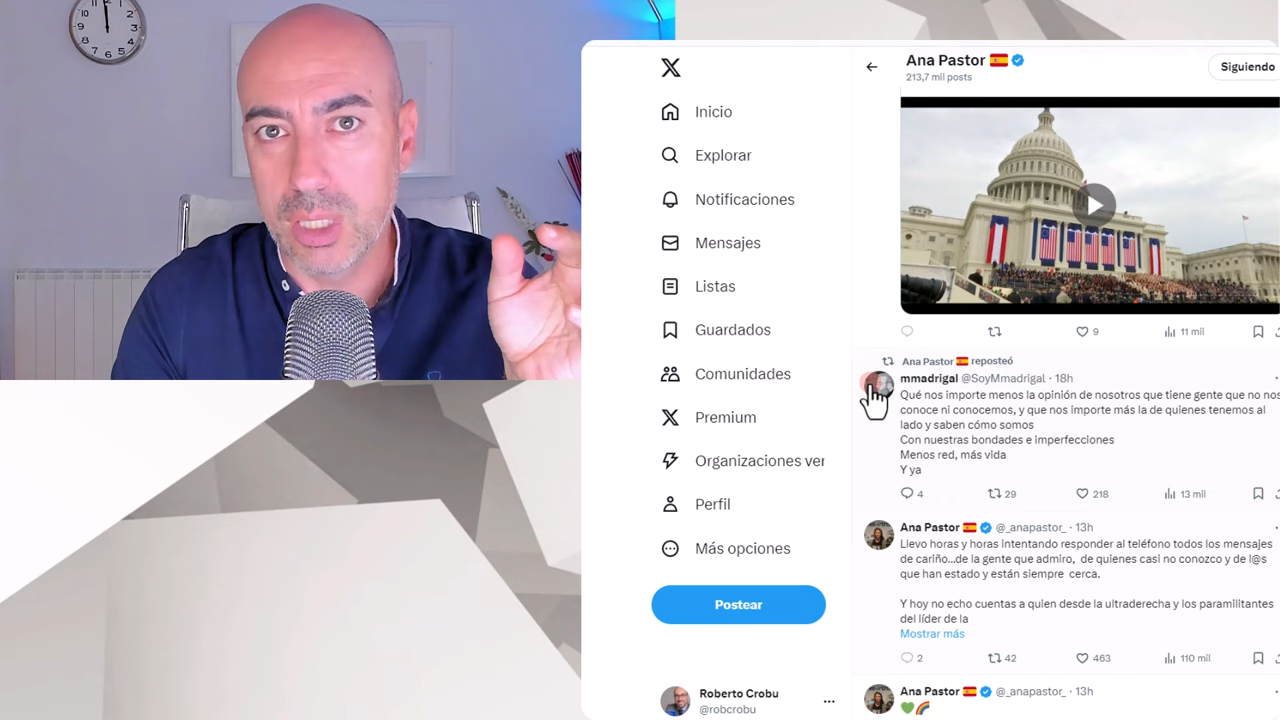 Inicio
Explorar
Notificaciones
Mensajes
Listas
Guardados
Comunidades
Premium
Organizaciones ver
Perfil
Más opciones
Postear
Roberto Crobu
@robcrobu
Ana Pastor
213,7 mil posts
Siguiendo
9
11 mil
Ana Pastor reposteó
mmadrigal @SoyMmadrigal · 18h
Qué nos importe menos la opinión de nosotros que tiene gente que no nos
conoce ni conocemos, y que nos importe más la de quienes tenemos al
lado y saben cómo somos
Con nuestras bondades e imperfecciones
Menos red, más vida
Y ya
4 29 218 13 mil
Ana Pastor @_anapastor_ · 13h
Llevo horas y horas intentando responder al teléfono todos los mensajes
de cariño...de la gente que admiro, de quienes casi no conozco y de l@s
que han estado y están siempre cerca.
Y hoy no echo cuentas a quien desde la ultraderecha y los paramilitantes
del líder de la
Mostrar más
2 42 463 110 mil
Ana Pastor @_anapastor_ · 13h
💚🌈